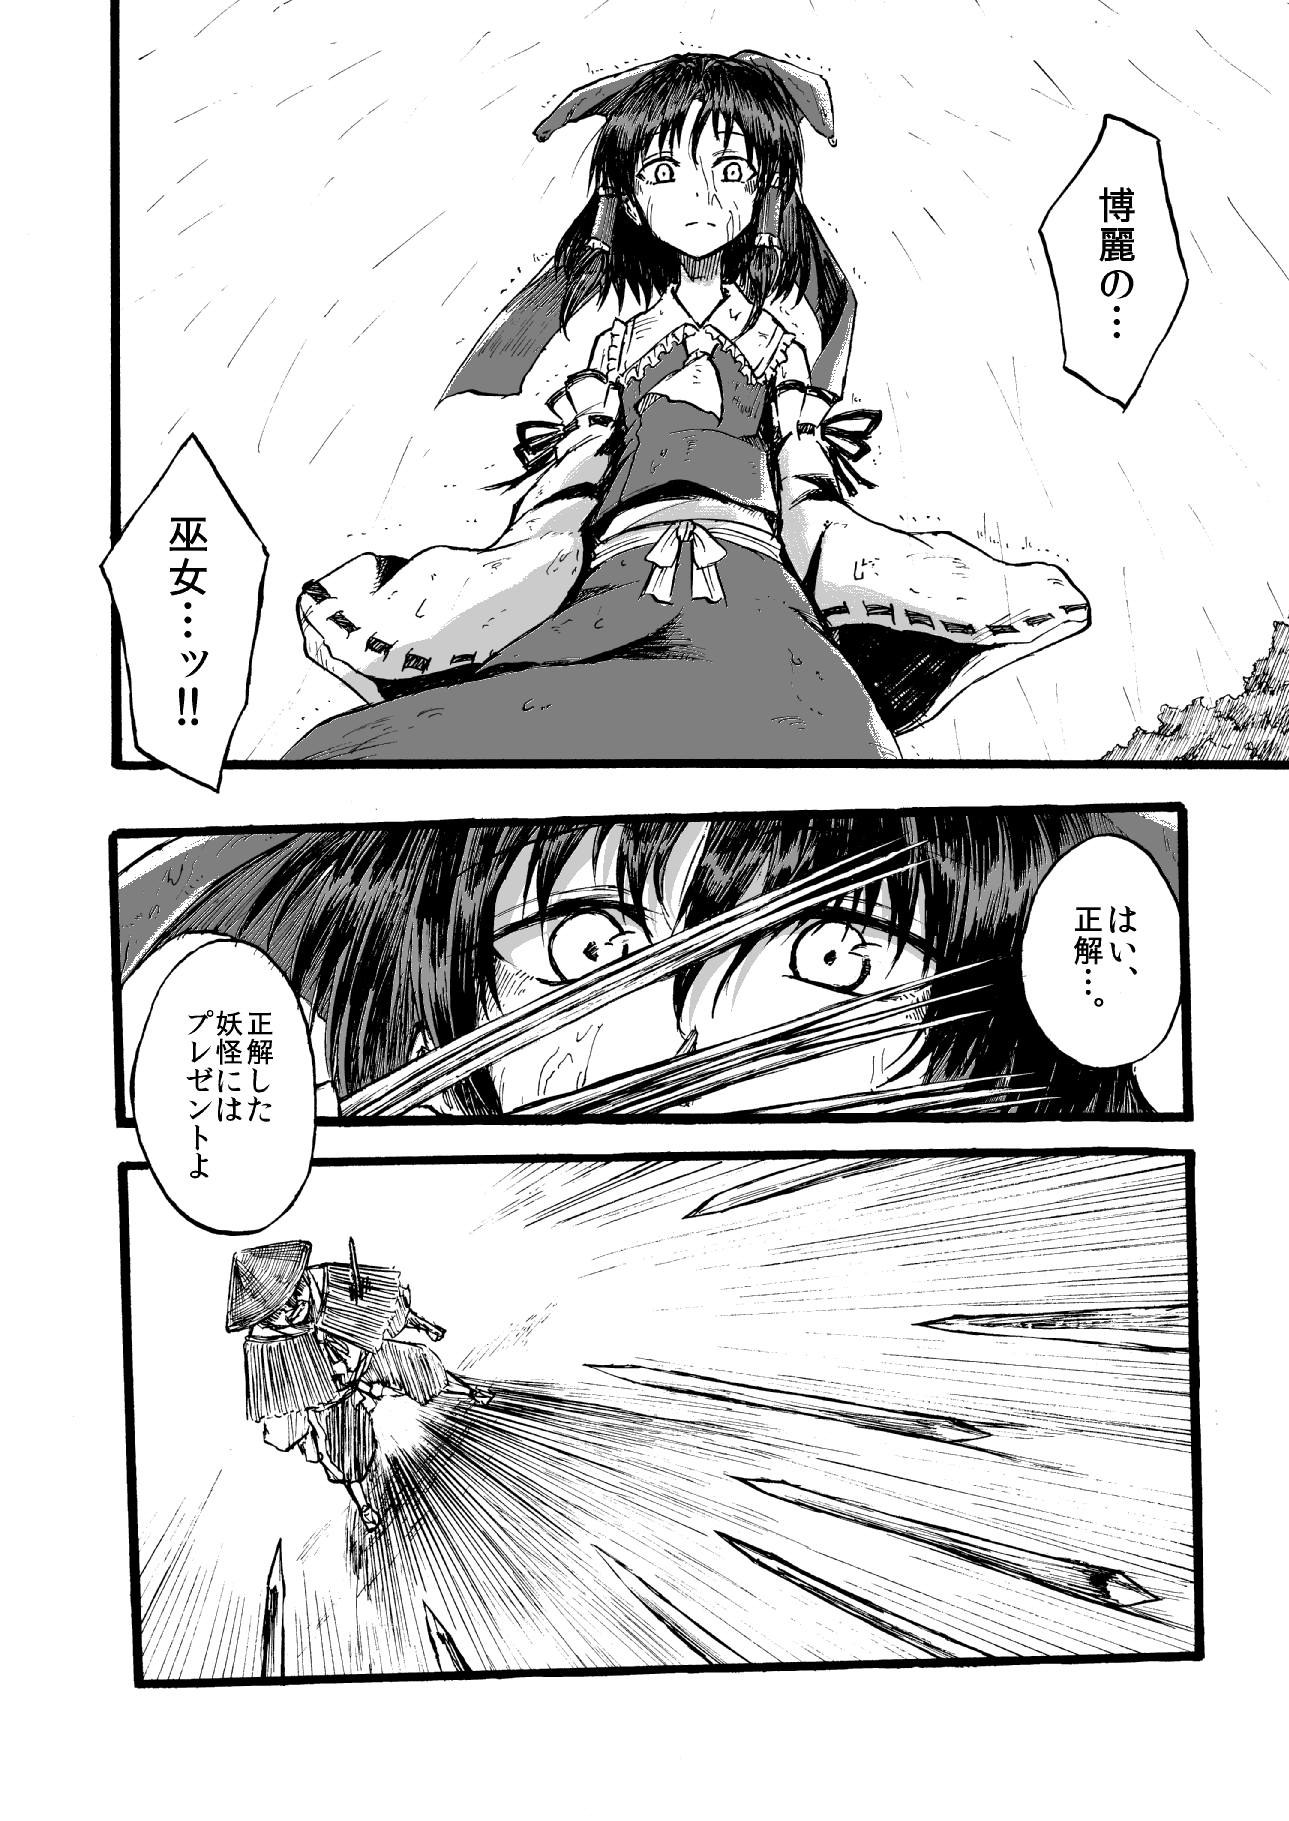 博麗の…
巫女…ッ!!
はい、
正解…。
正解した
妖怪には
プレゼントよ